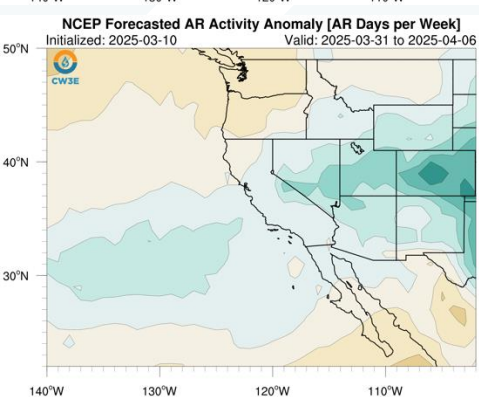 NCEP Forecasted AR Activity Anomaly [AR Days per Week]
Initialized: 2025-03-10 Valid: 2025-03-31 to 2025-04-06
50°N
CW3E
40°N
30°N
140°W 130°W 120°W 110°W